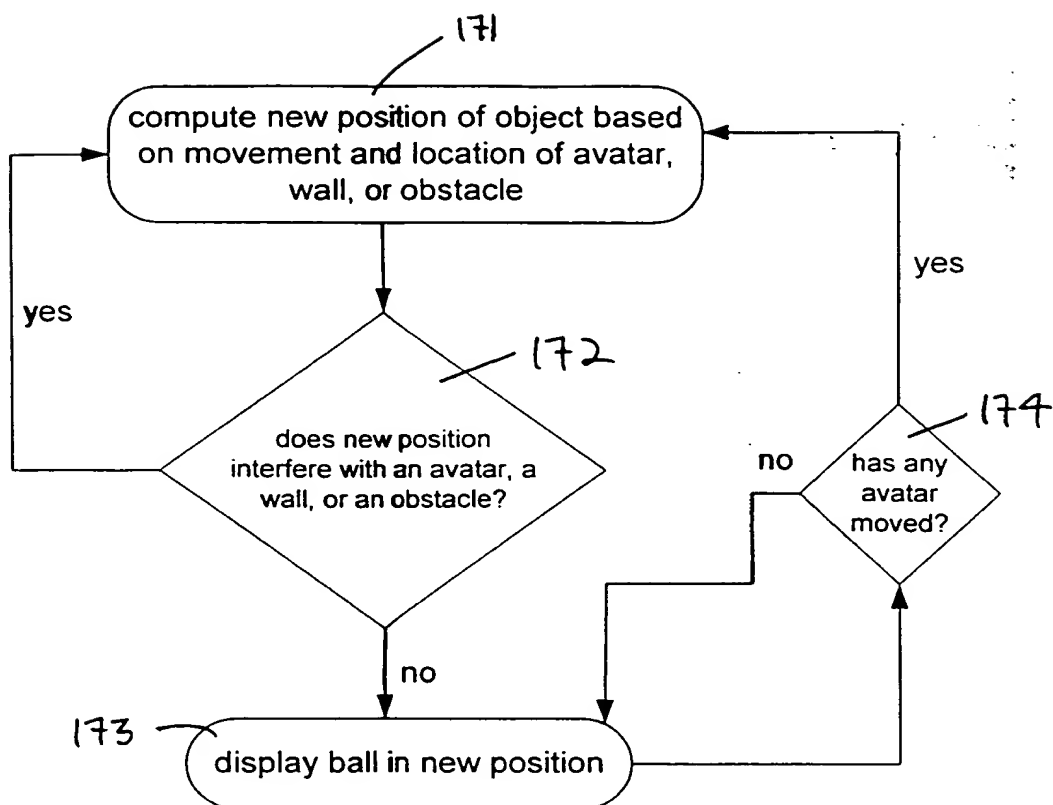 171
compute new position of object based
on movement and location of avatar,
wall, or obstacle
yes
yes
172
does new position
interfere with an avatar, a
wall, or an obstacle?
174
no
has any
avatar
moved?
no
173
display ball in new position